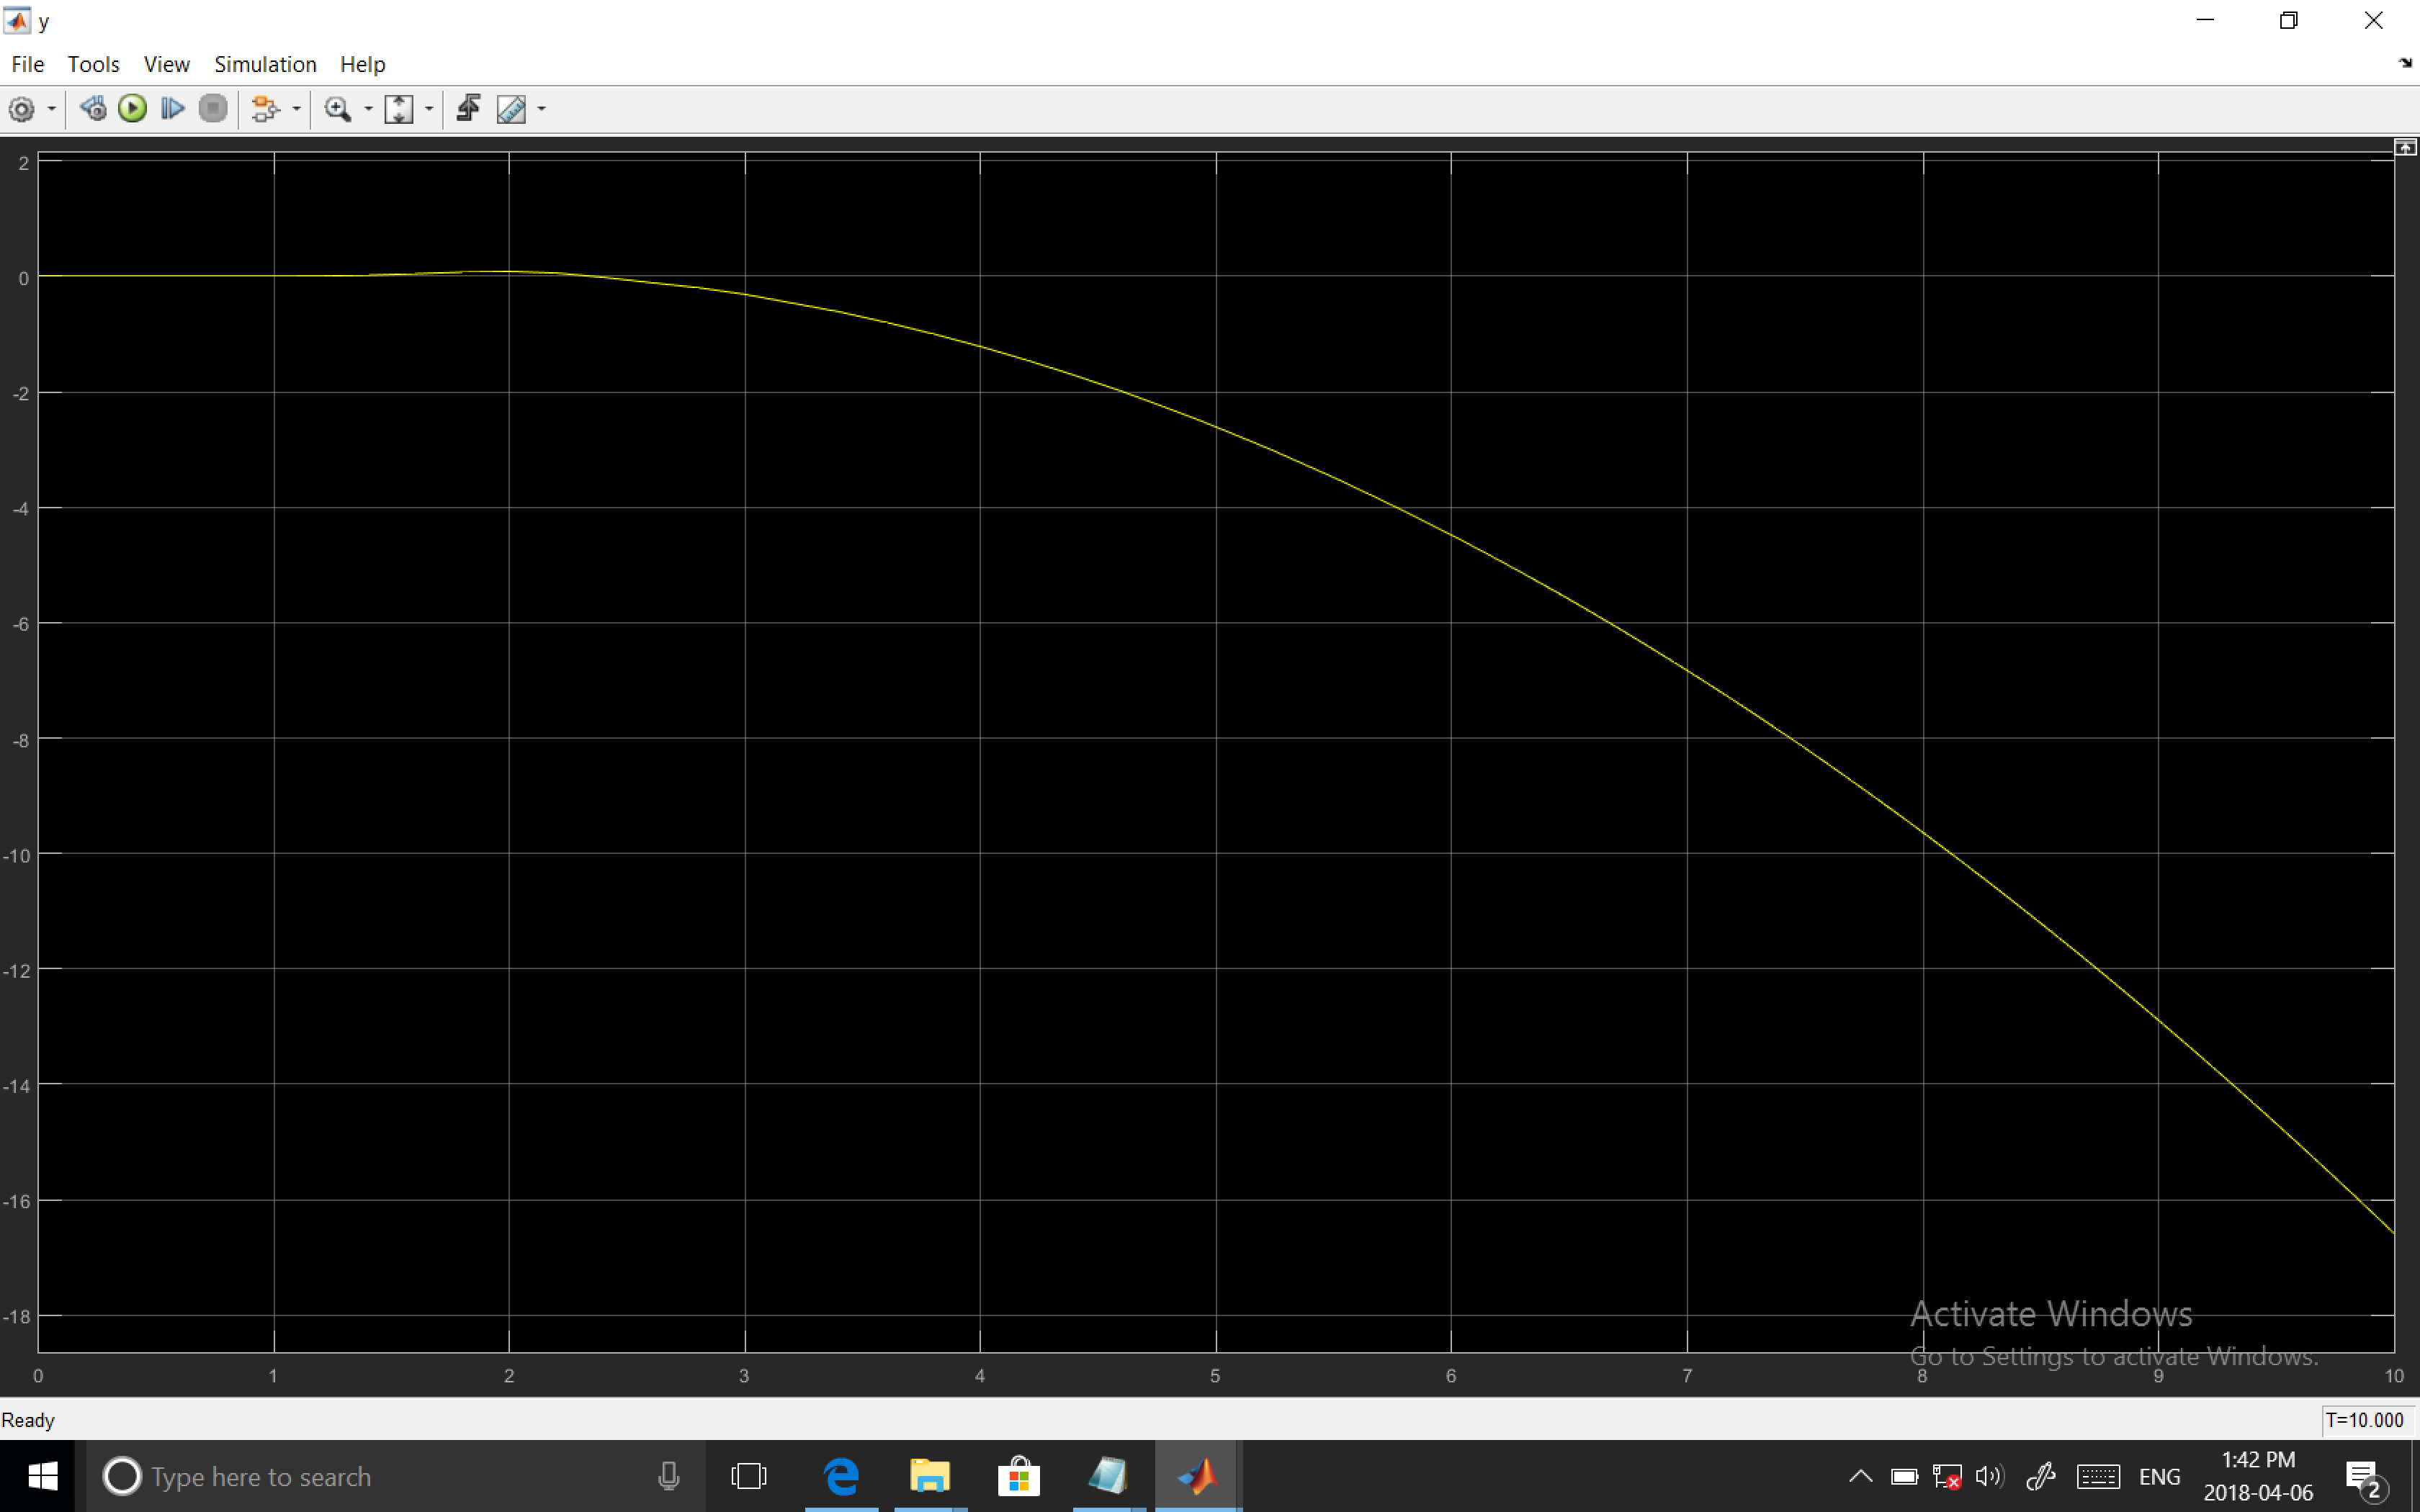 y
File Tools View Simulation Help
2
0
-2
-4
-6
-8
-10
-12
-14
-16
-18
0 1 2 3 4 5 6 7 8 9 10
Activate Windows
Go to Settings to activate Windows.
Ready T=10.000
Type here to search
ENG
1:42 PM
2018-04-06
2